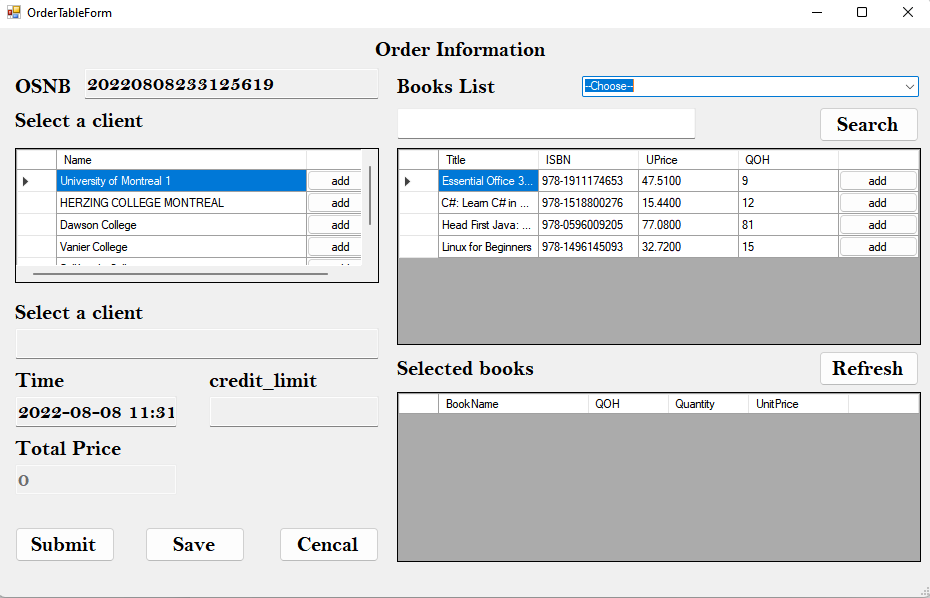 OrderTableForm
Order Information
OSNB 20220808233125619
Select a client
Name
University of Montreal 1 add
HERZING COLLEGE MONTREAL add
Dawson College add
Vanier College add
Select a client
Time credit_limit
2022-08-08 11:31
Total Price
0
Submit Save Cencal
Books List --Choose--
Search
Title ISBN UPrice QOH
Essential Office 3... 978-1911174653 47.5100 9 add
C#: Learn C# in ... 978-1518800276 15.4400 12 add
Head First Java: ... 978-0596009205 77.0800 81 add
Linux for Beginners 978-1496145093 32.7200 15 add
Selected books Refresh
BookName QOH Quantity UnitPrice